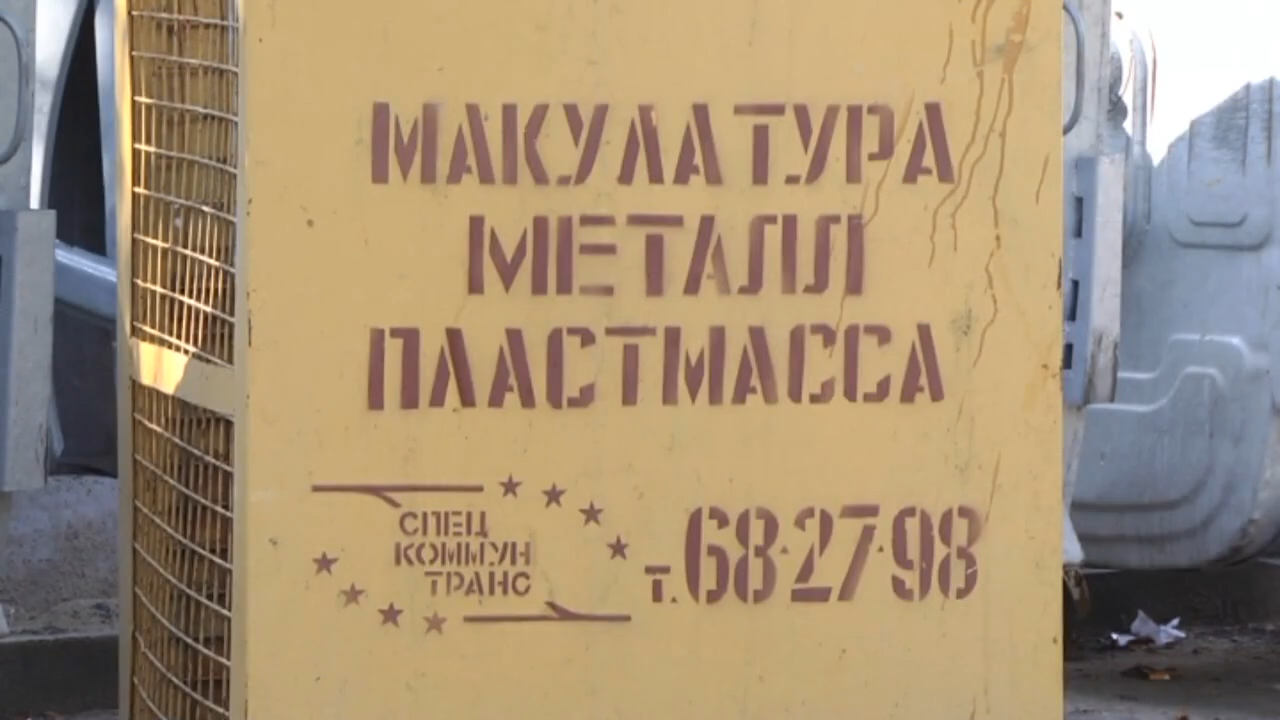 МАКУЛАТУРА
МЕТАЛЛ
ПЛАСТМАССА
СПЕЦ
КОММУН
ТРАНС
т.68·27·98